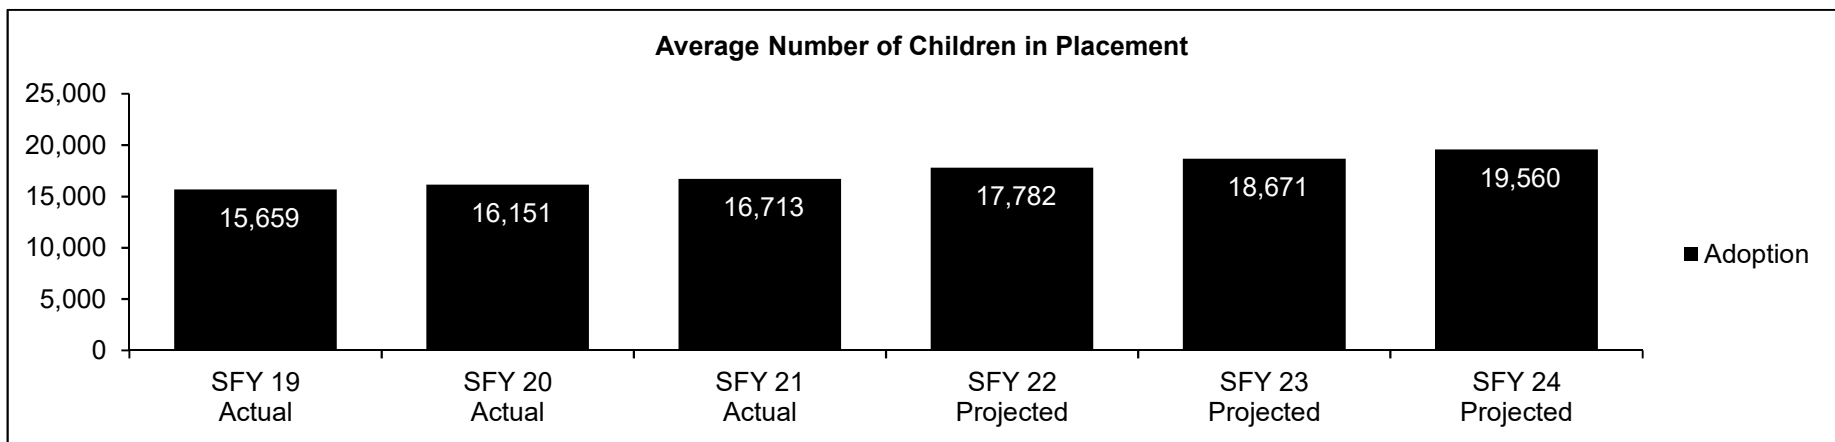 Average Number of Children in Placement
25,000
20,000
15,000
10,000
5,000
0
15,659
16,151
16,713
17,782
18,671
19,560
SFY 19
Actual
SFY 20
Actual
SFY 21
Actual
SFY 22
Projected
SFY 23
Projected
SFY 24
Projected
Adoption